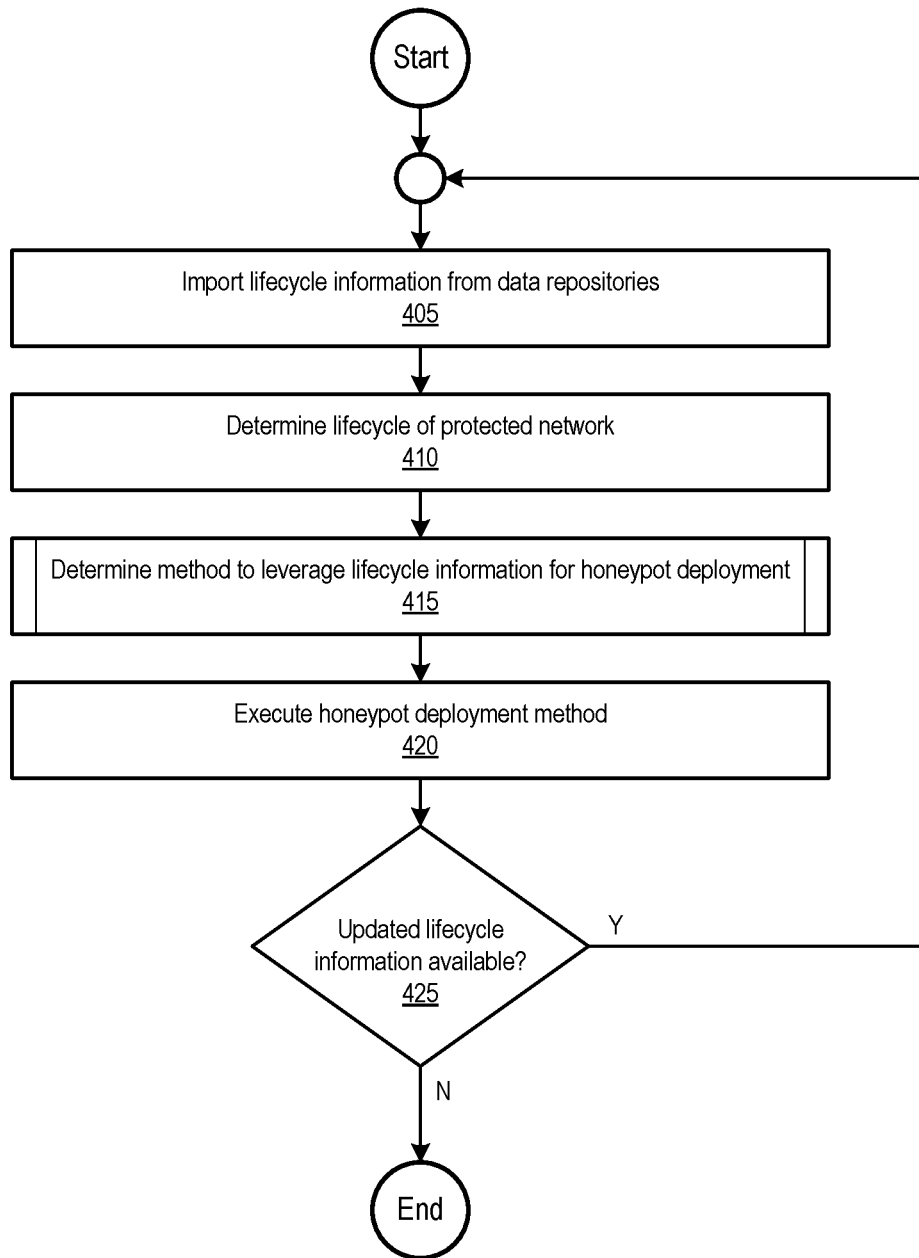 Start
Import lifecycle information from data repositories
405
Determine lifecycle of protected network
410
Determine method to leverage lifecycle information for honeypot deployment
415
Execute honeypot deployment method
420
Updated lifecycle
information available?
425
Y
N
End